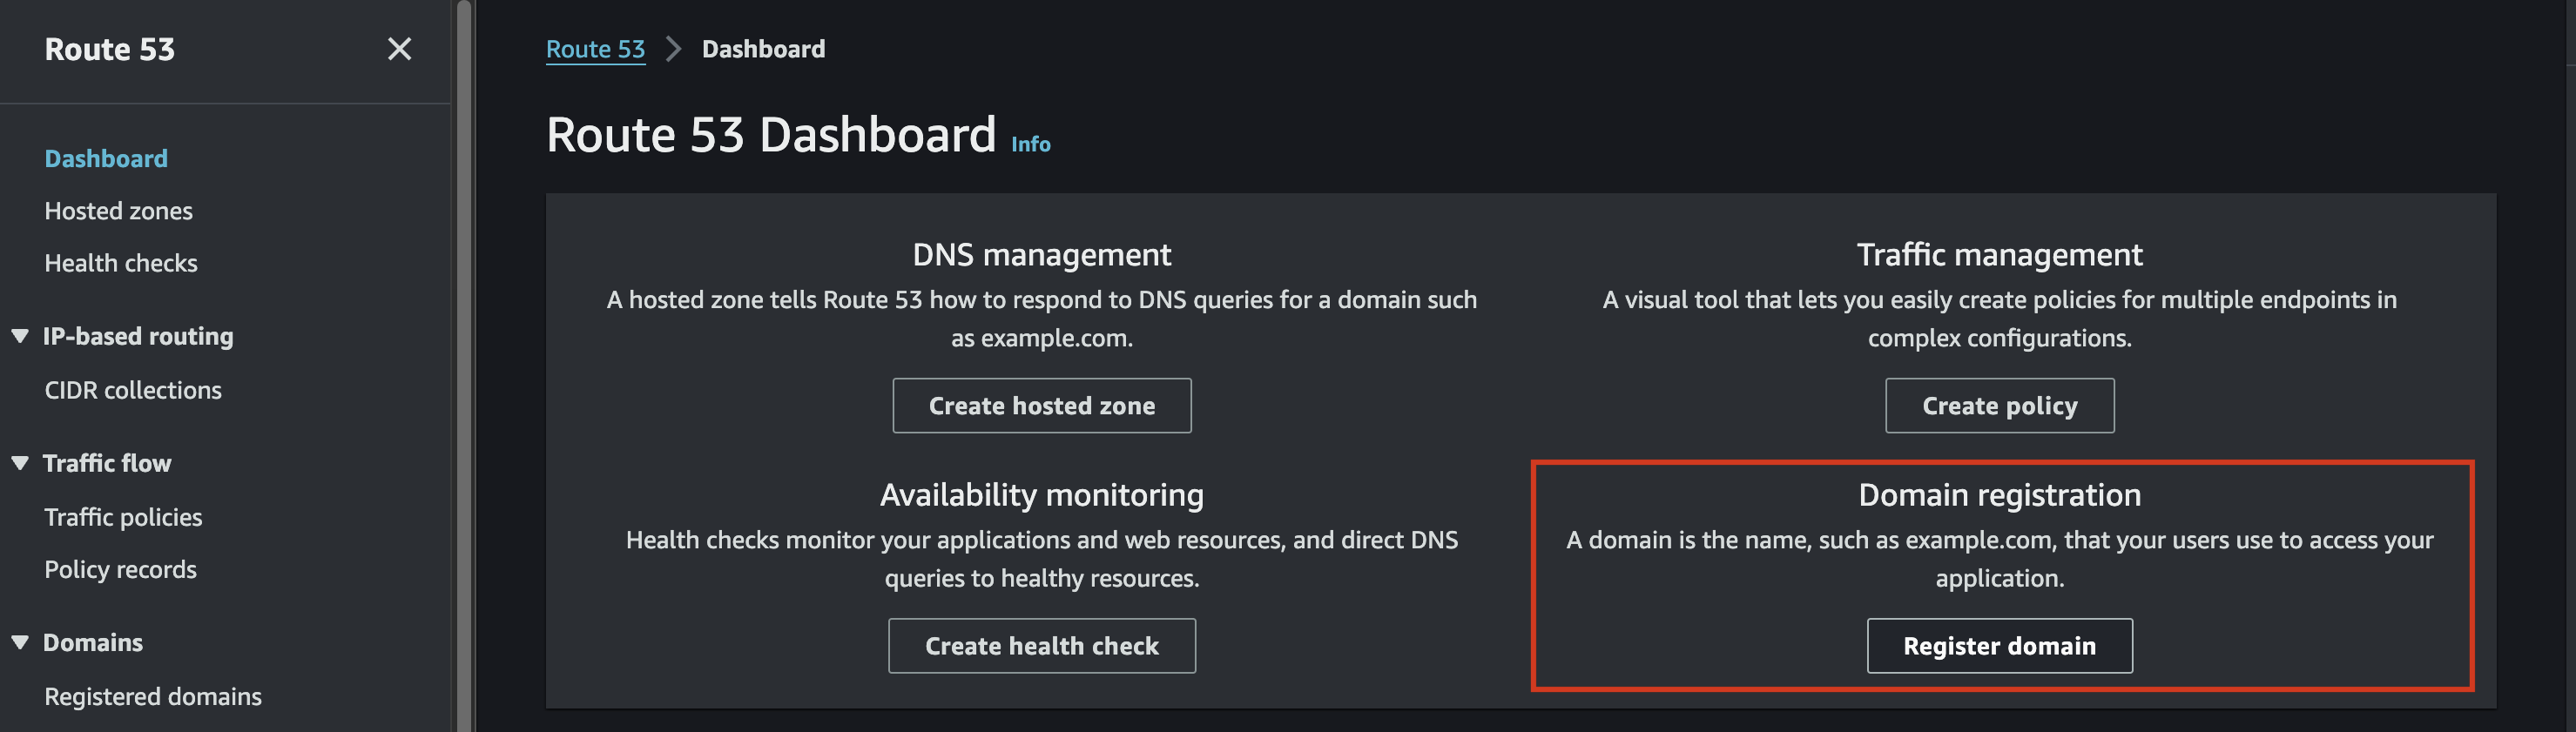 Route 53
Dashboard
Hosted zones
Health checks
IP-based routing
CIDR collections
Traffic flow
Traffic policies
Policy records
Domains
Registered domains
Route 53 Dashboard
Route 53 Dashboard Info
DNS management
A hosted zone tells Route 53 how to respond to DNS queries for a domain such
as example.com.
Create hosted zone
Traffic management
A visual tool that lets you easily create policies for multiple endpoints in
complex configurations.
Create policy
Availability monitoring
Health checks monitor your applications and web resources, and direct DNS
queries to healthy resources.
Create health check
Domain registration
A domain is the name, such as example.com, that your users use to access your
application.
Register domain